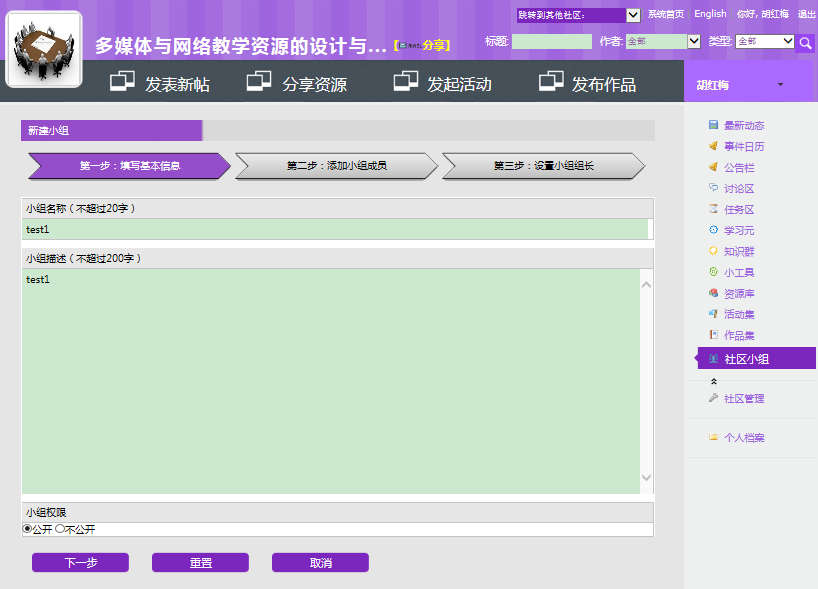 跳转到其他社区： 系统首页 English 你好, 胡红梅 退出
多媒体与网络教学资源的设计与... 【 分享】 标题: 作者: 全部 类型: 全部
发表新帖 分享资源 发起活动 发布作品 胡红梅
新建小组
第一步：填写基本信息 第二步：添加小组成员 第三步：设置小组组长
小组名称（不超过20字）
test1
小组描述（不超过200字）
test1
小组权限
公开 不公开
下一步 重置 取消
最新动态
事件日历
公告栏
讨论区
任务区
学习元
知识群
小工具
资源库
活动集
作品集
社区小组
社区管理
个人档案